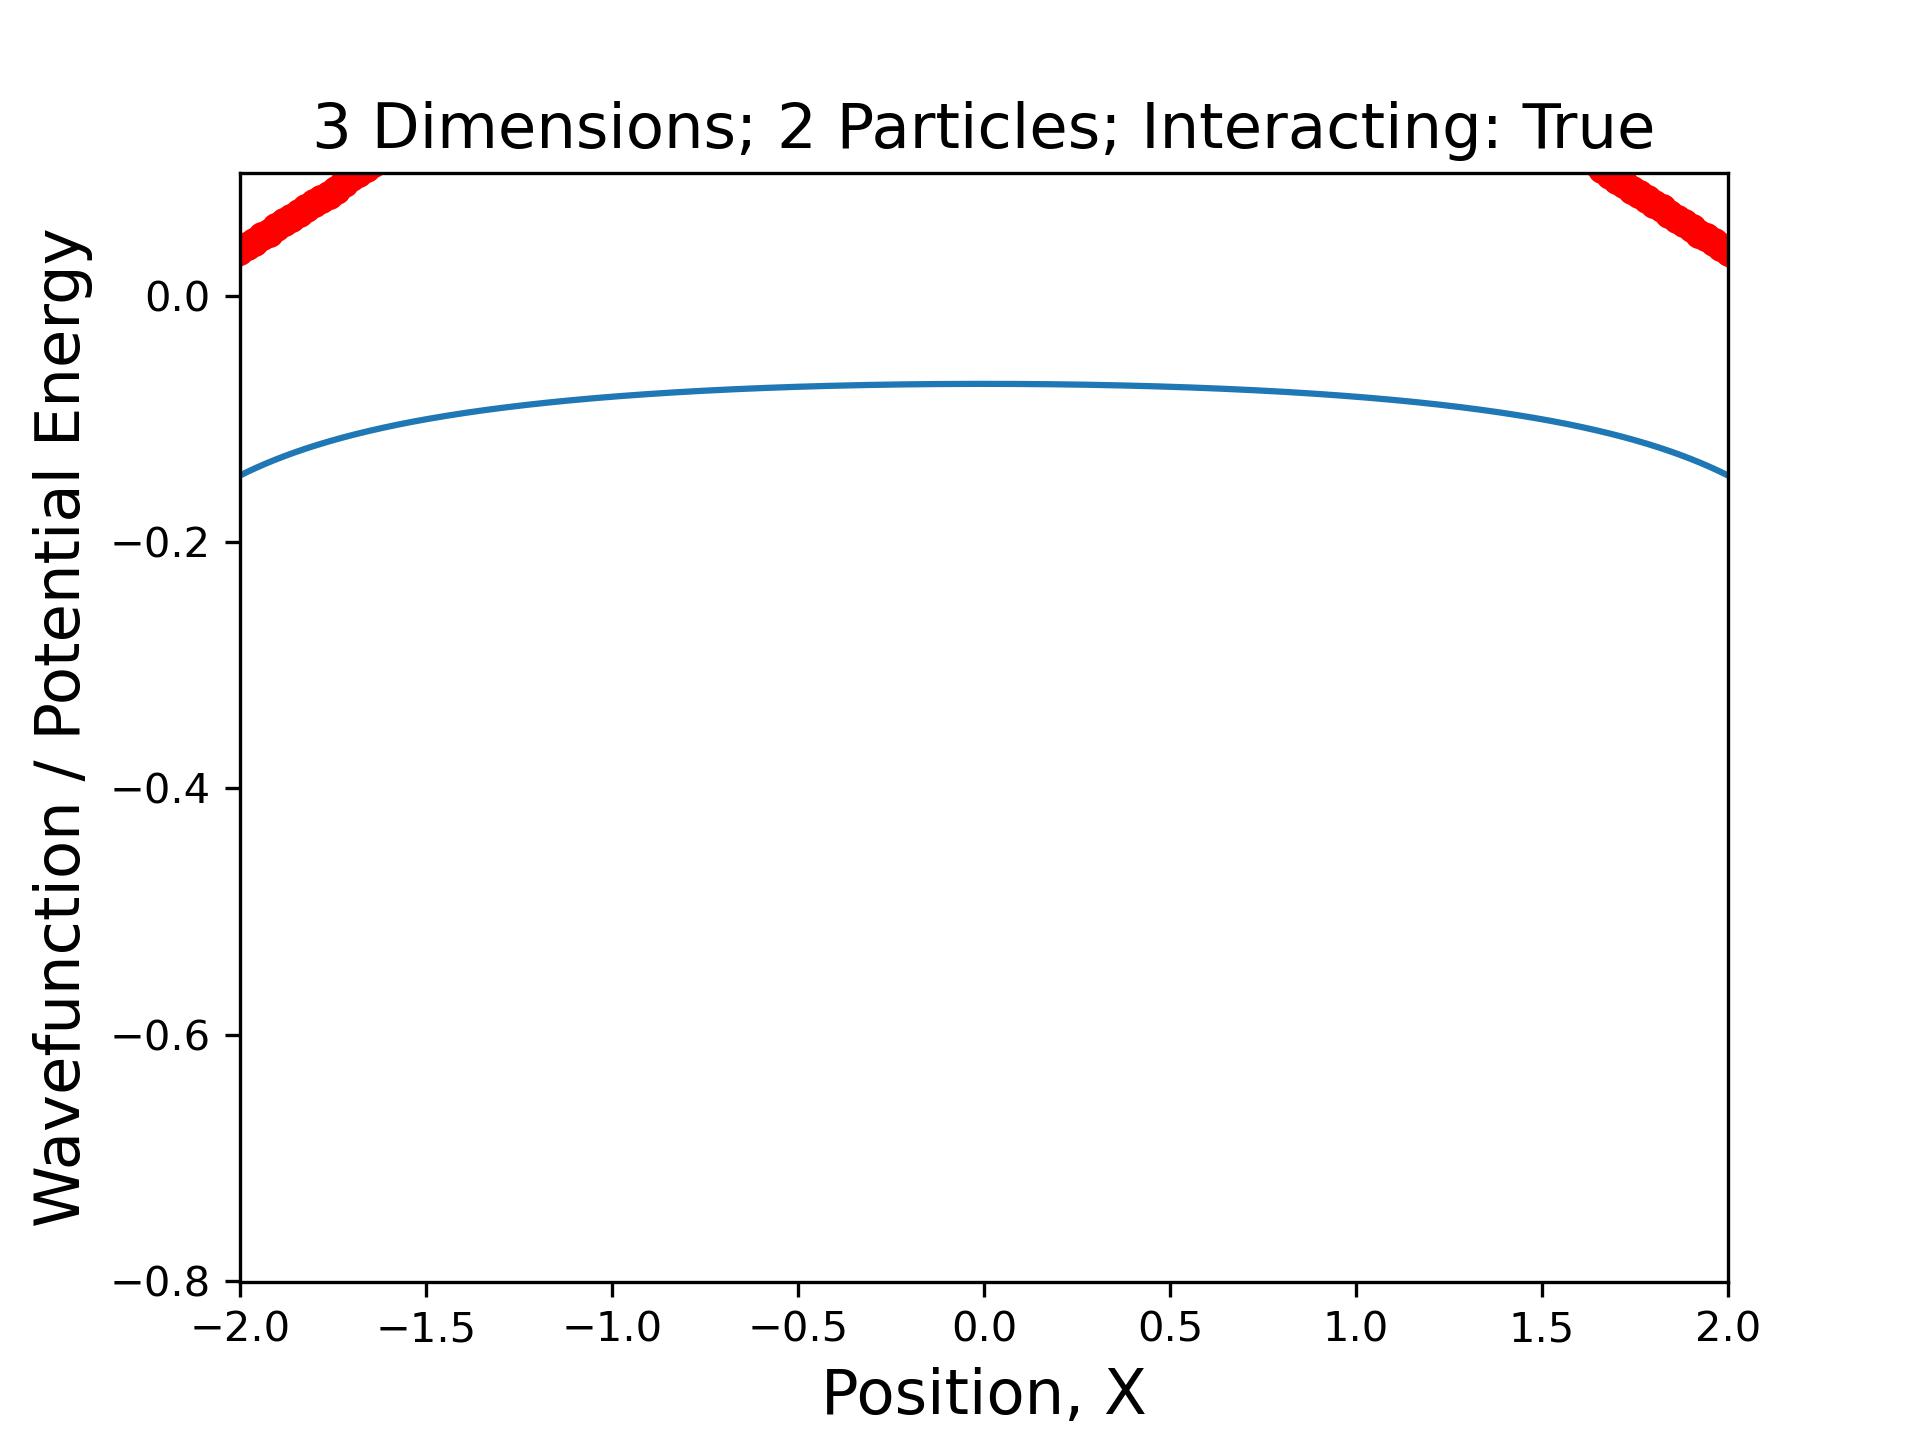 3 Dimensions; 2 Particles; Interacting: True
Wavefunction / Potential Energy
0.0
−0.2
−0.4
−0.6
−0.8
−2.0 −1.5 −1.0 −0.5 0.0 0.5 1.0 1.5 2.0
Position, X